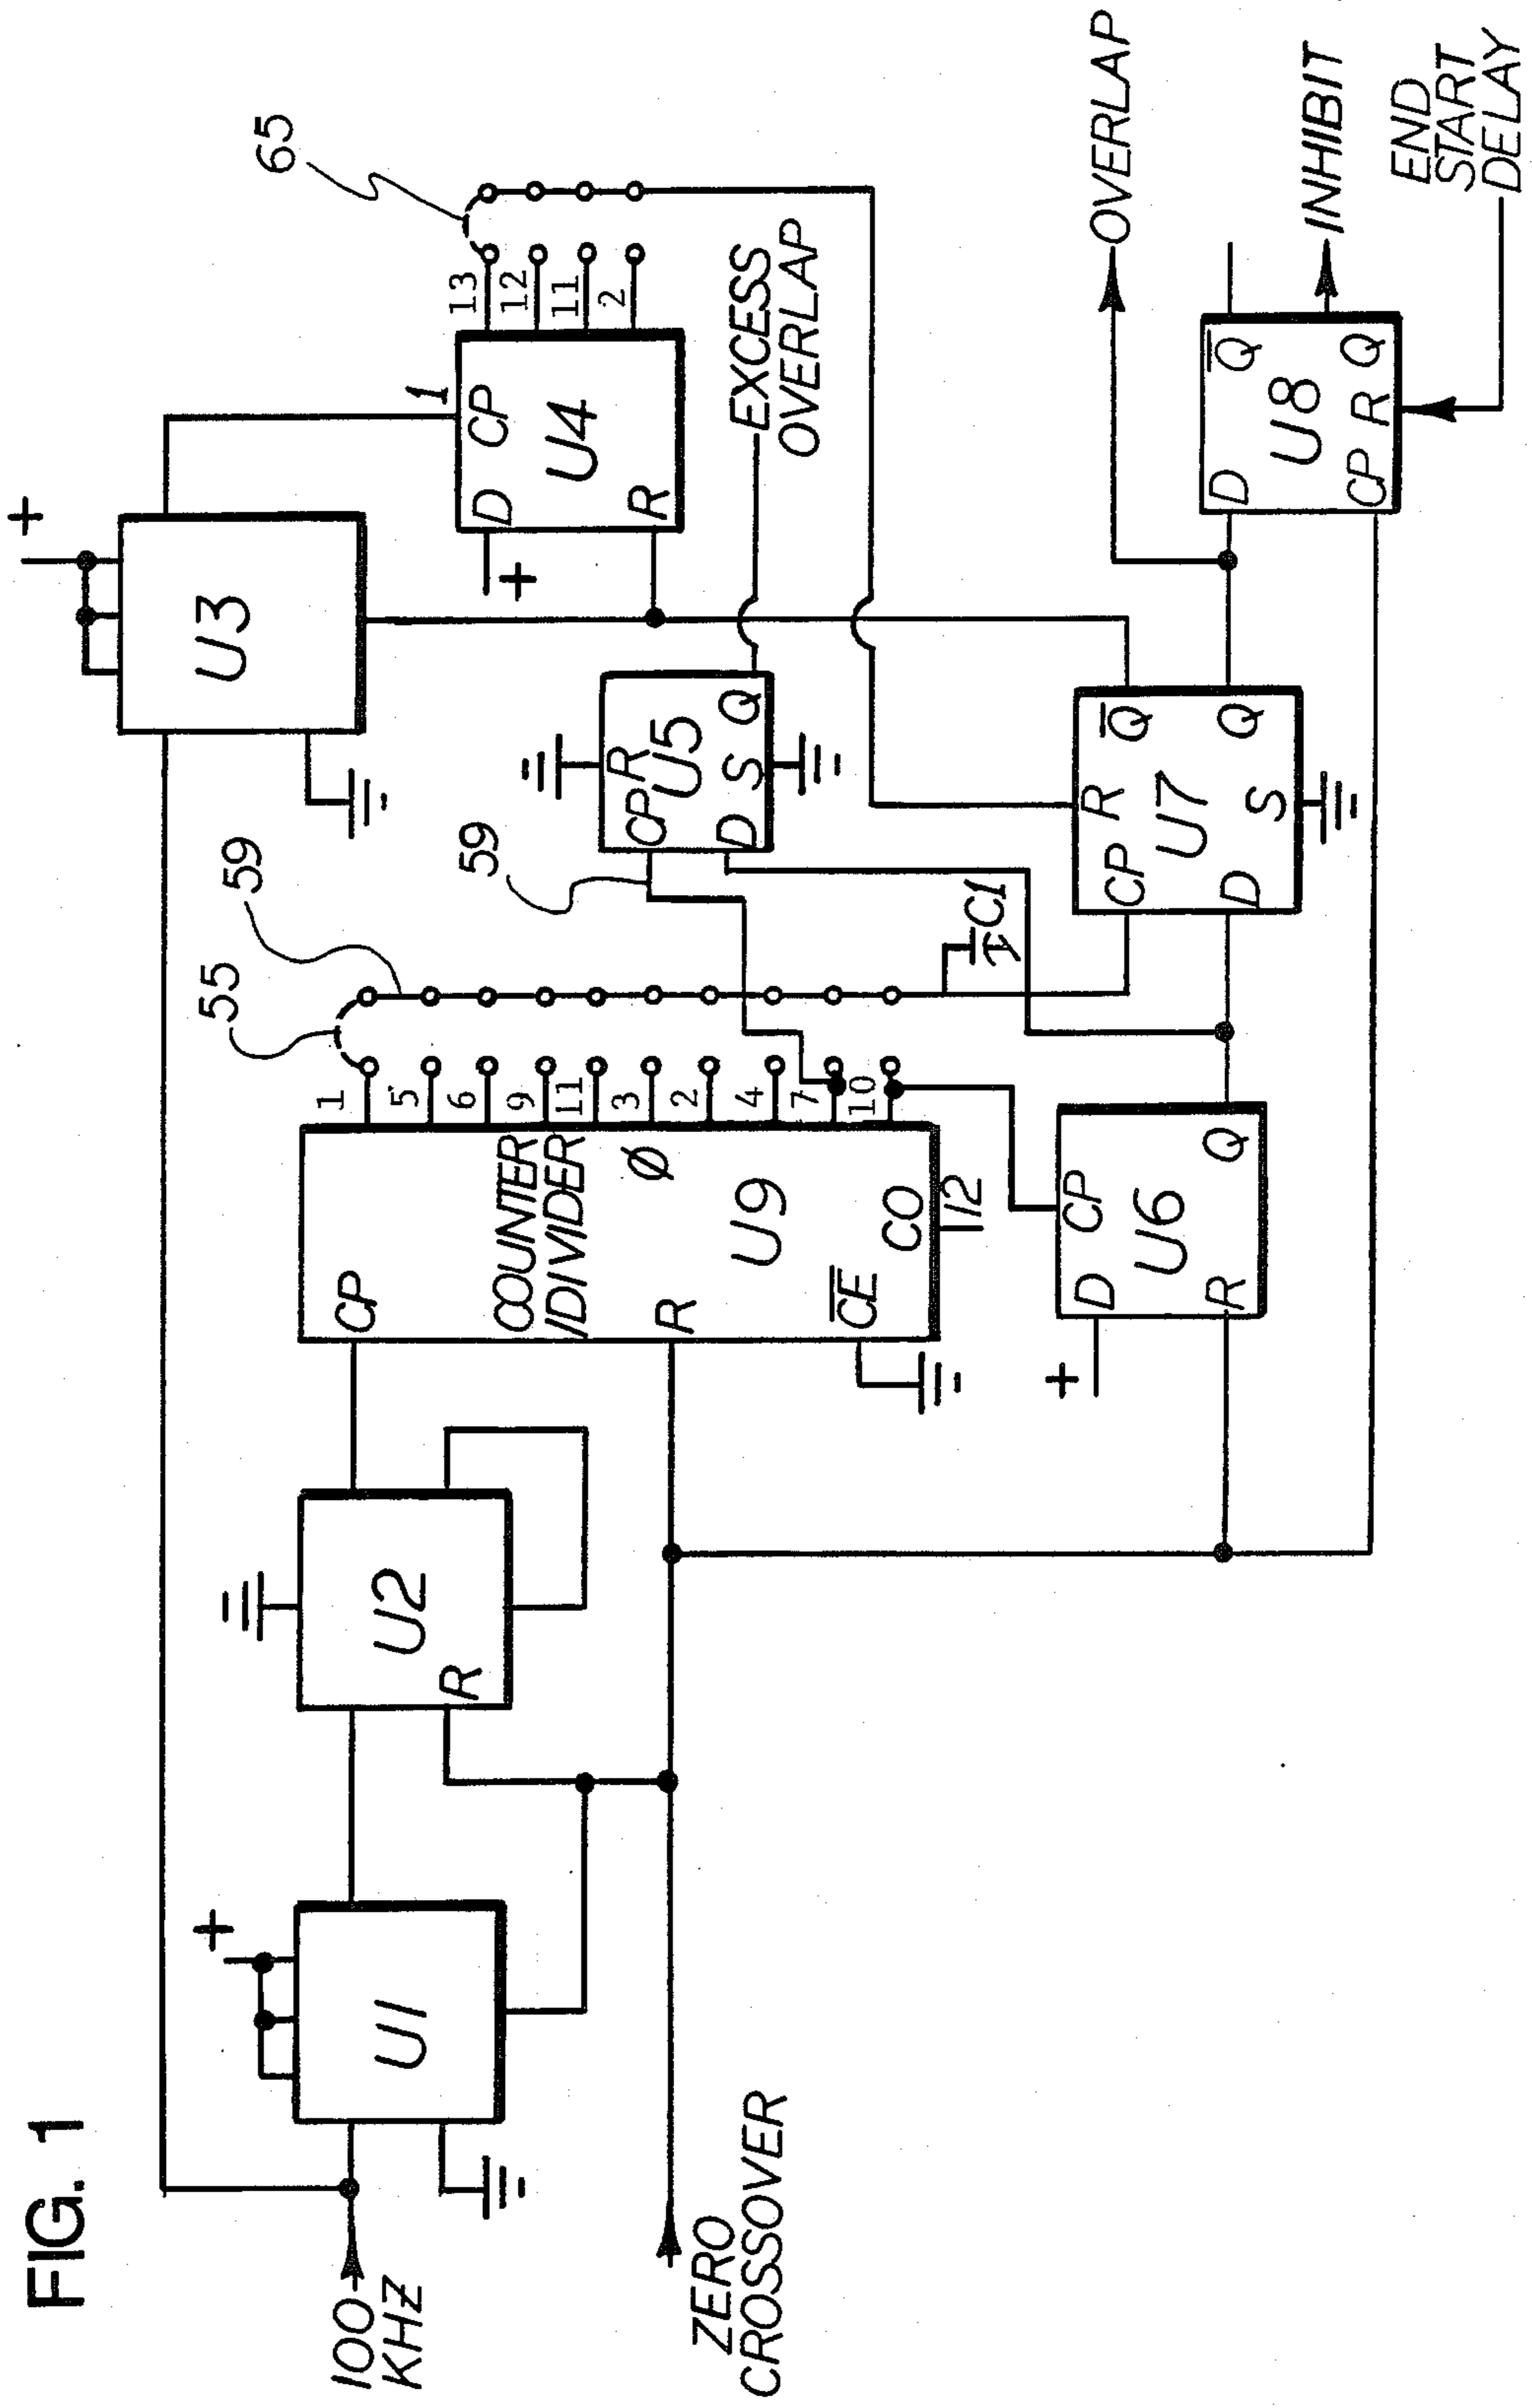 FIG. 1
100
KHZ
ZERO
CROSSOVER
+
U1
U2
R
CP
COUNTER
/DIVIDER
Ø
R
U9
CE
CO
12
1
5
6
9
11
3
2
4
7
10
55
59
59
C1
+
U3
+
D
CP
1
U4
R
13
12
11
2
65
CP
R
U5
D
S
Q
EXCESS
OVERLAP
+
D
CP
U6
R
Q
CP
R
Q
U7
D
S
Q
OVERLAP
D
Q
U8
CP
R
Q
INHIBIT
END
START
DELAY